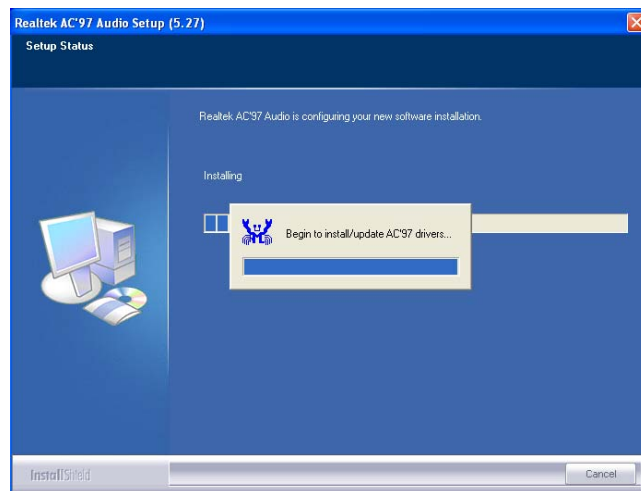 Realtek AC'97 Audio Setup (5.27)
Setup Status
Realtek AC'97 Audio is configuring your new software installation.
Installing
Begin to install/update AC'97 drivers...
InstallShield
Cancel